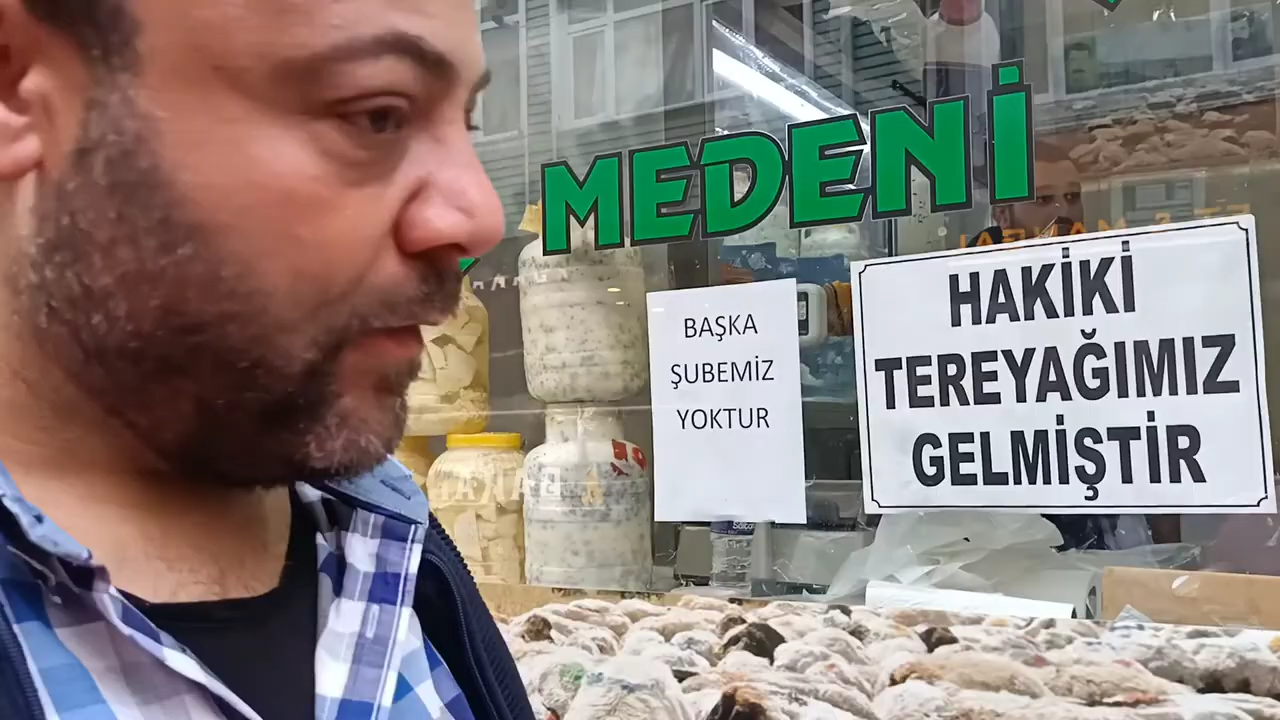 MEDENİ
BAŞKA
ŞUBEMİZ
YOKTUR
HAKİKİ
TEREYAĞIMIZ
GELMİŞTİR